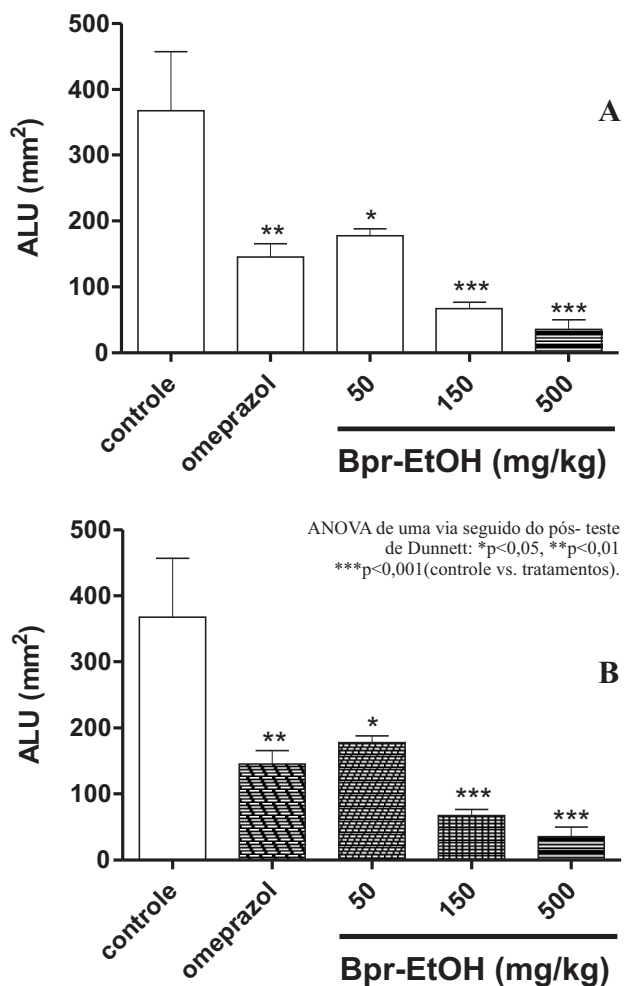 500
400
300
200
100
0
ALU (mm²)
A
**
*
***
***
controle
omeprazol
50
150
500
Bpr-EtOH (mg/kg)
ANOVA de uma via seguido do pós- teste
de Dunnett: *p<0,05, **p<0,01
***p<0,001(controle vs. tratamentos).
500
400
300
200
100
0
ALU (mm²)
B
**
*
***
***
controle
omeprazol
50
150
500
Bpr-EtOH (mg/kg)